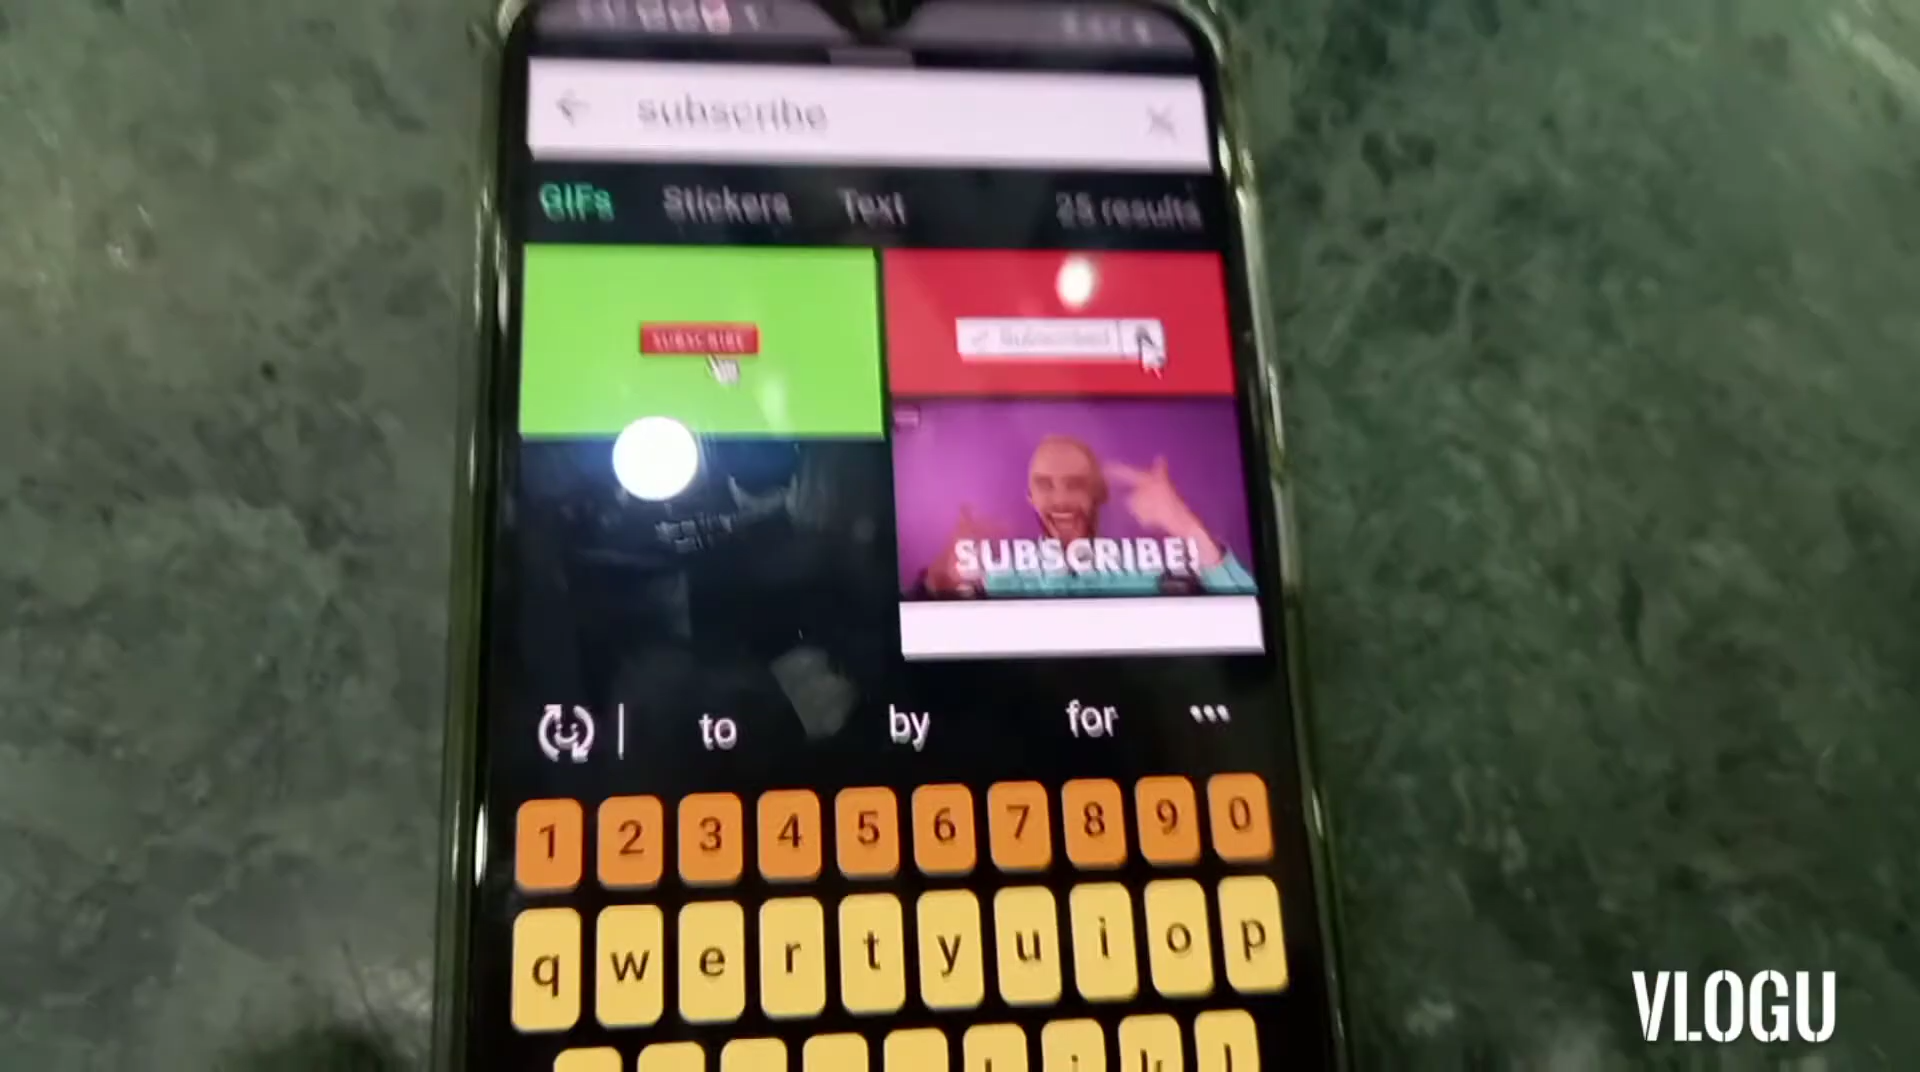 subscribe
GIFs Stickers Text 25 results
SUBSCRIBE
Subscribed
SUBSCRIBE!
to by for •••
1 2 3 4 5 6 7 8 9 0
q w e r t y u i o p
VLOGU